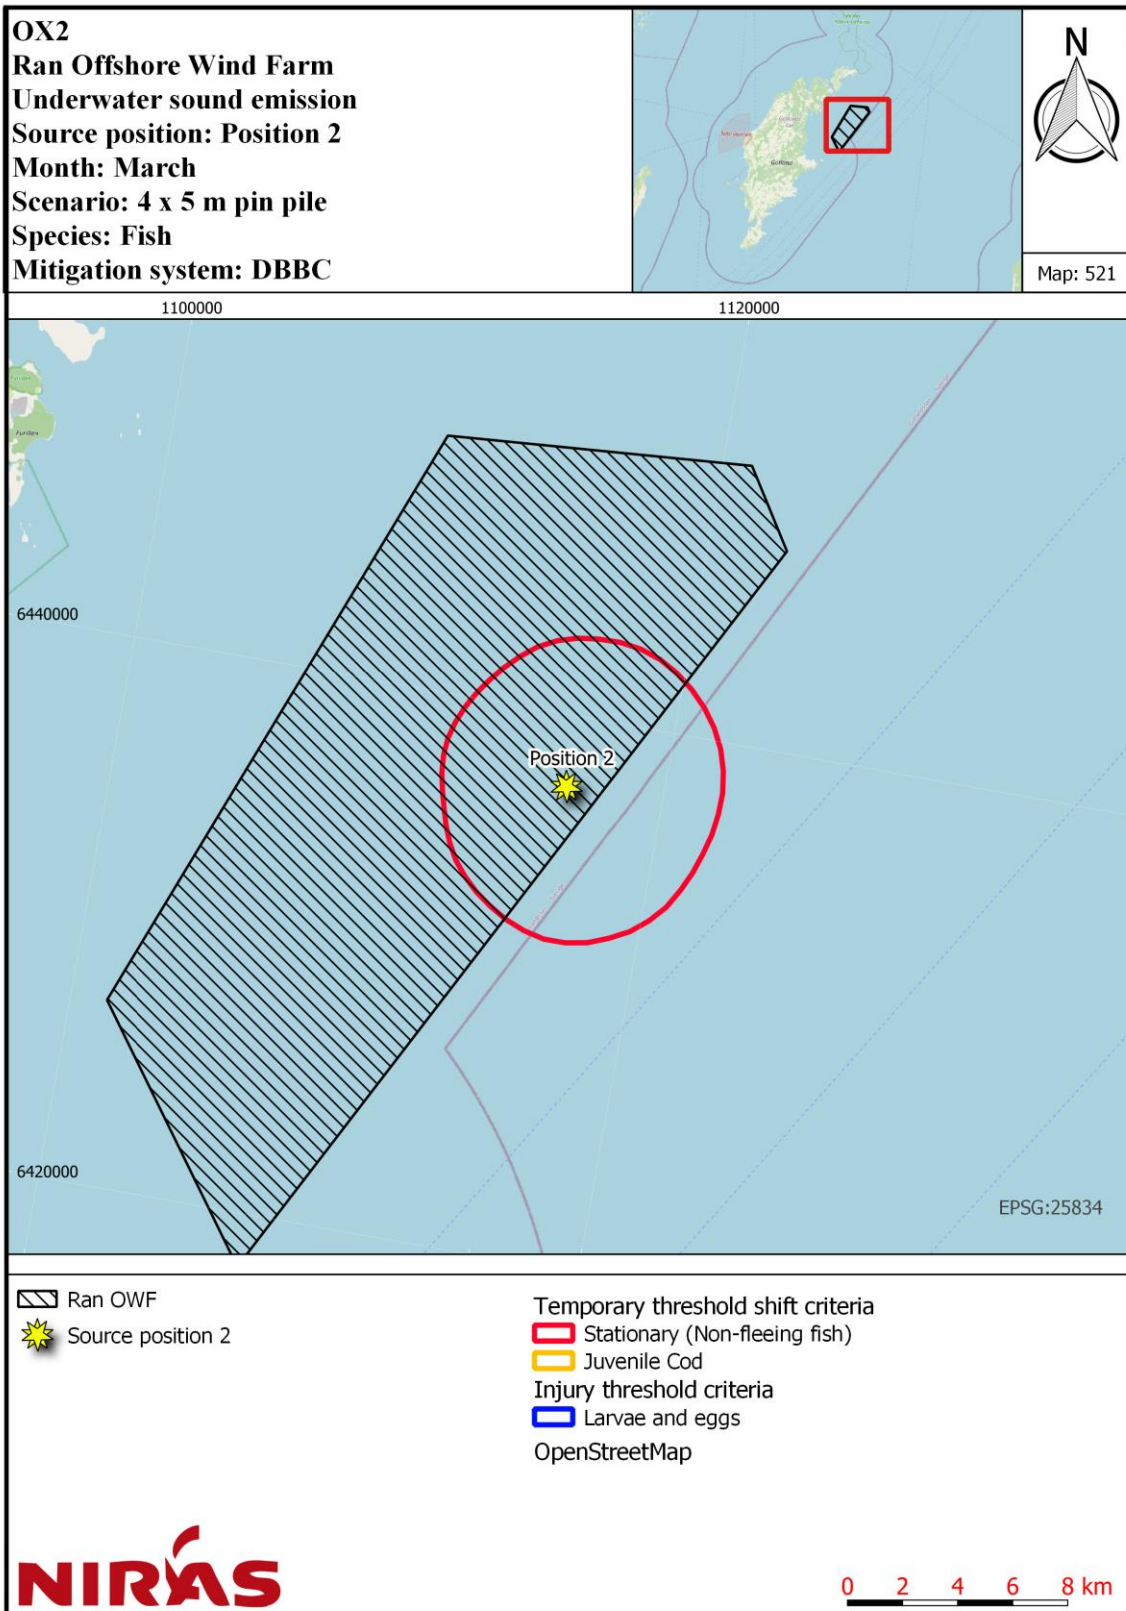 OX2
Ran Offshore Wind Farm
Underwater sound emission
Source position: Position 2
Month: March
Scenario: 4 x 5 m pin pile
Species: Fish
Mitigation system: DBBC
Gotland
N
Map: 521
1100000
1120000
6440000
Position 2
6420000
EPSG:25834
Ran OWF
Source position 2
Temporary threshold shift criteria
Stationary (Non-fleeing fish)
Juvenile Cod
Injury threshold criteria
Larvae and eggs
OpenStreetMap
NIRAS
0 2 4 6 8 km